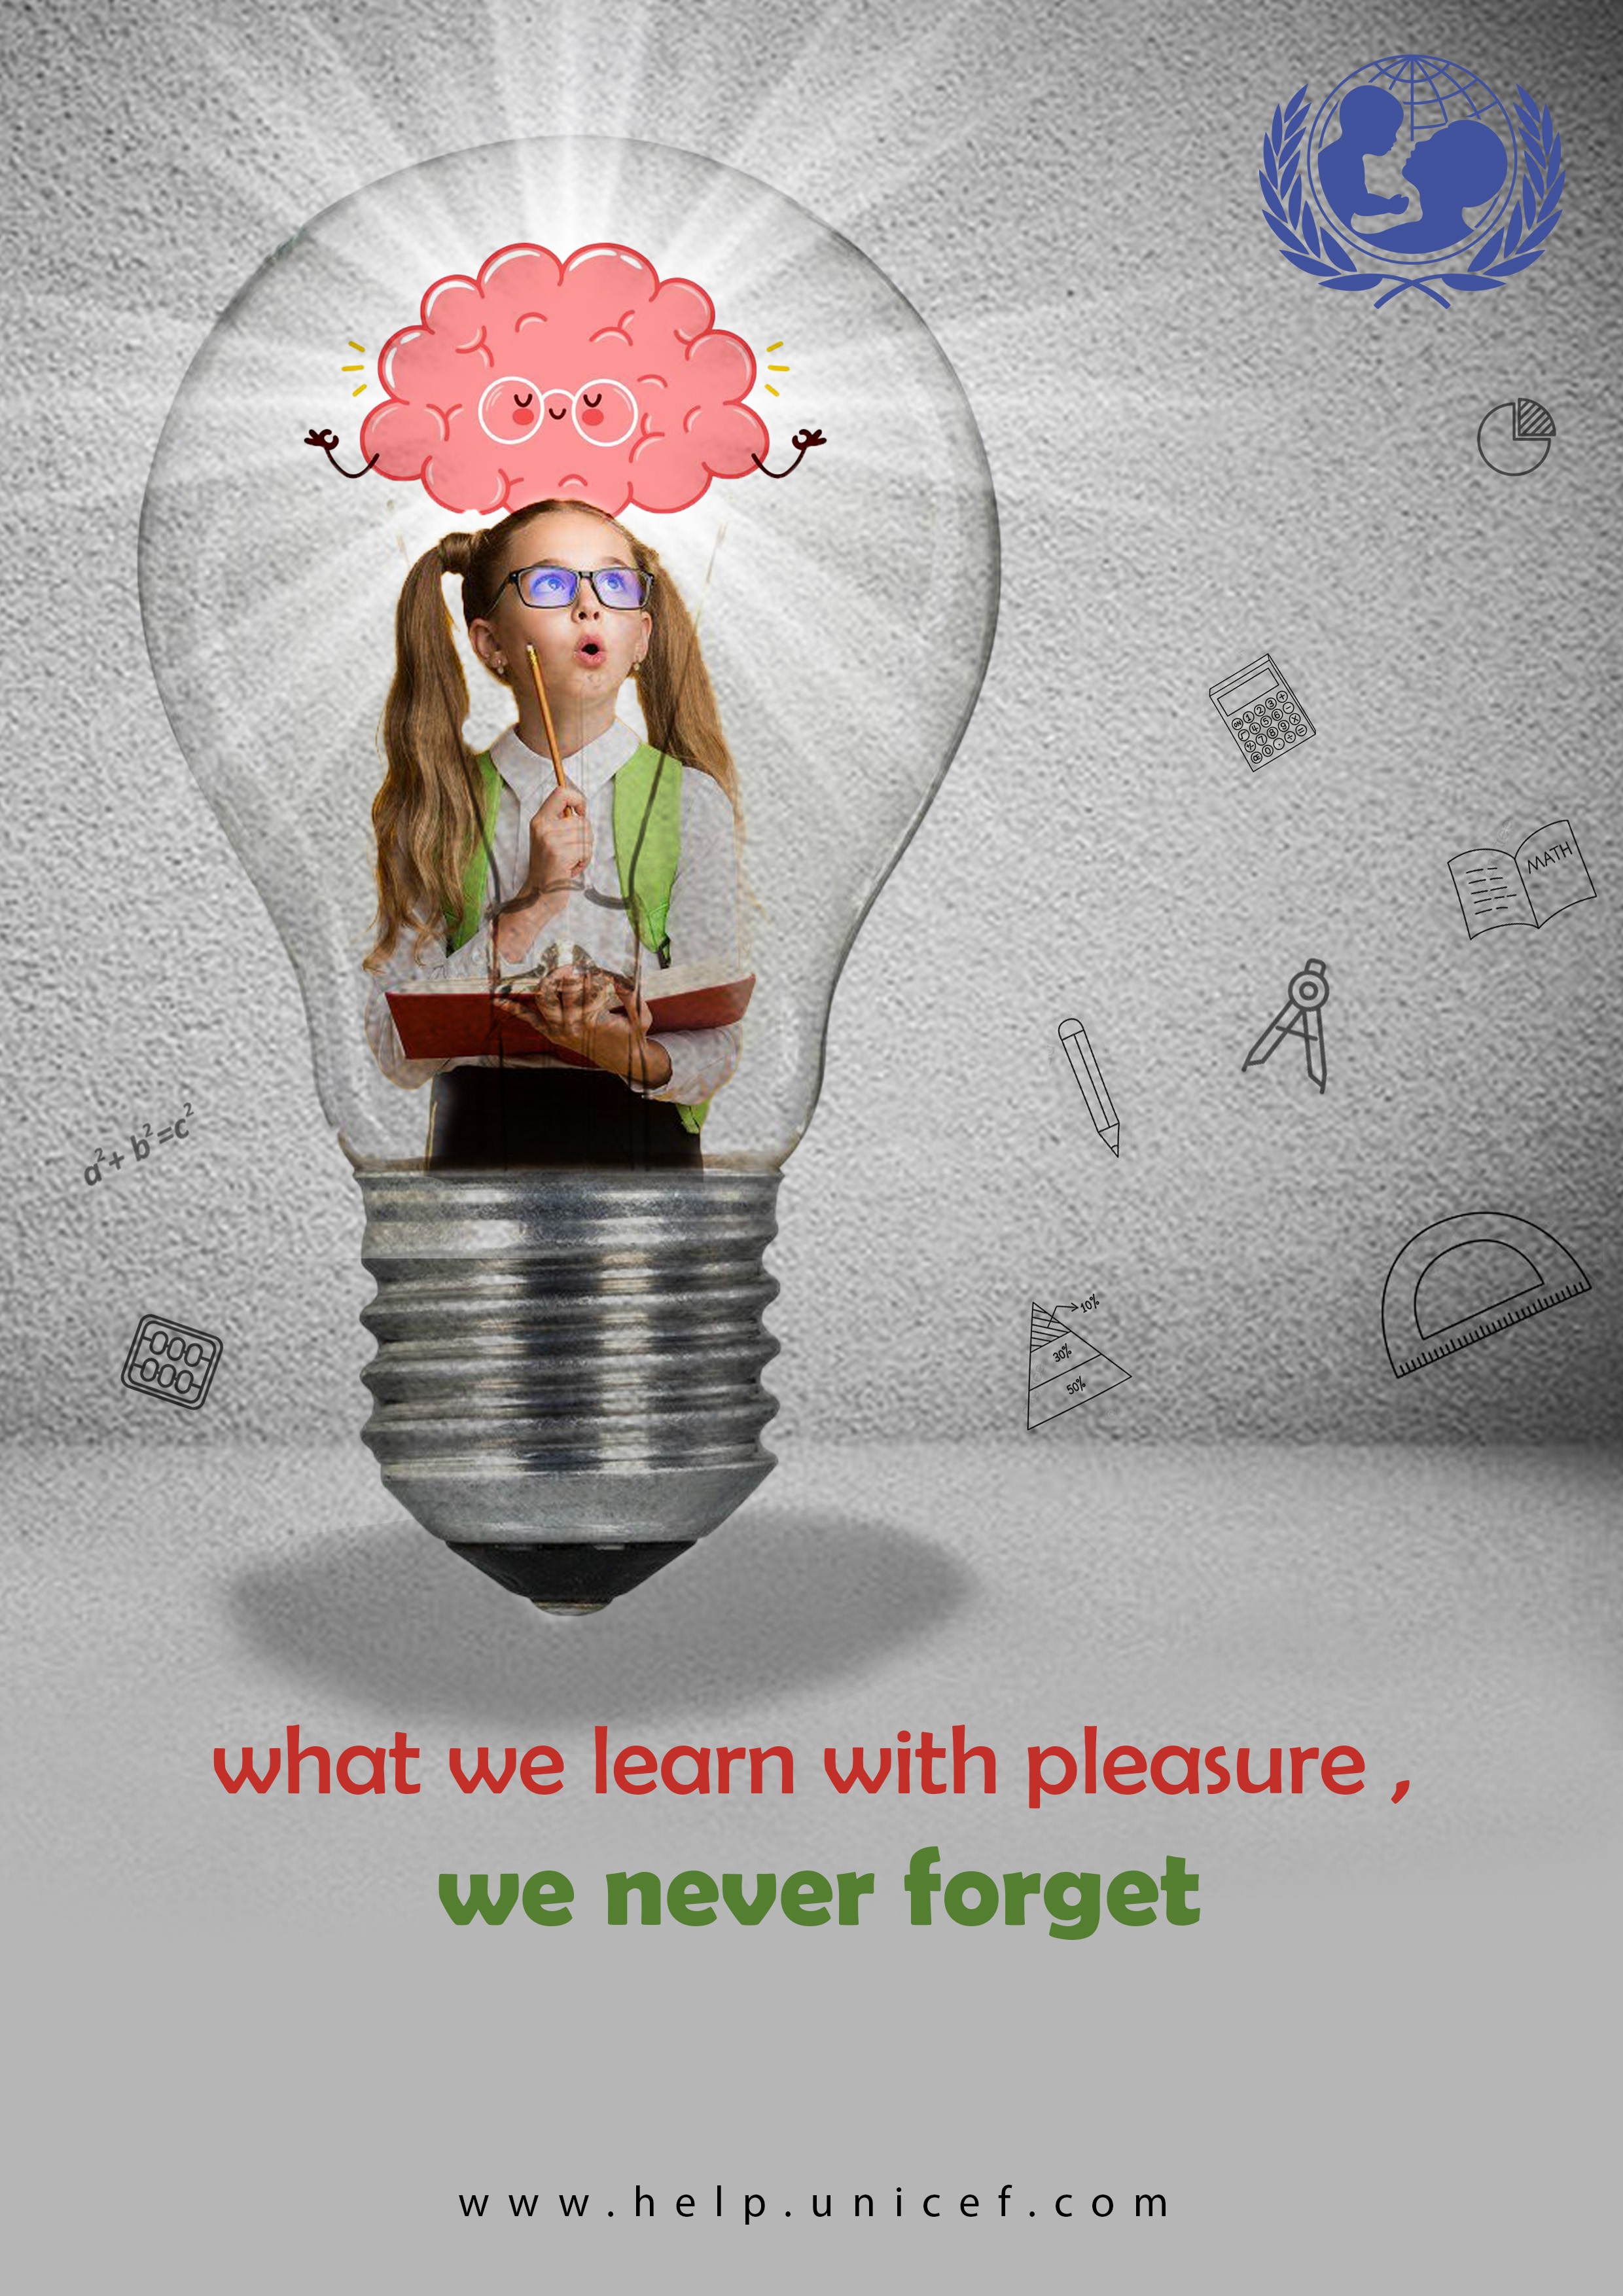 MATH
a²+ b²=c²
10%
30%
50%
what we learn with pleasure ,
we never forget
www.help.unicef.com